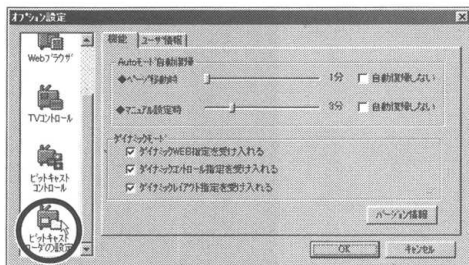 オプション設定
Webブラウザ
TVコントロール
ビットキャスト
コントロール
ビットキャスト
ローダの設定
機能
ユーザ情報
Autoモード自動復帰
◆ページ移動時
1分
自動復帰しない
◆マニュアル設定時
3分
自動復帰しない
ダイナミックモード
ダイナミックWEB指定を受け入れる
ダイナミックコントロール指定を受け入れる
ダイナミックレイアウト指定を受け入れる
バージョン情報
OK
キャンセル